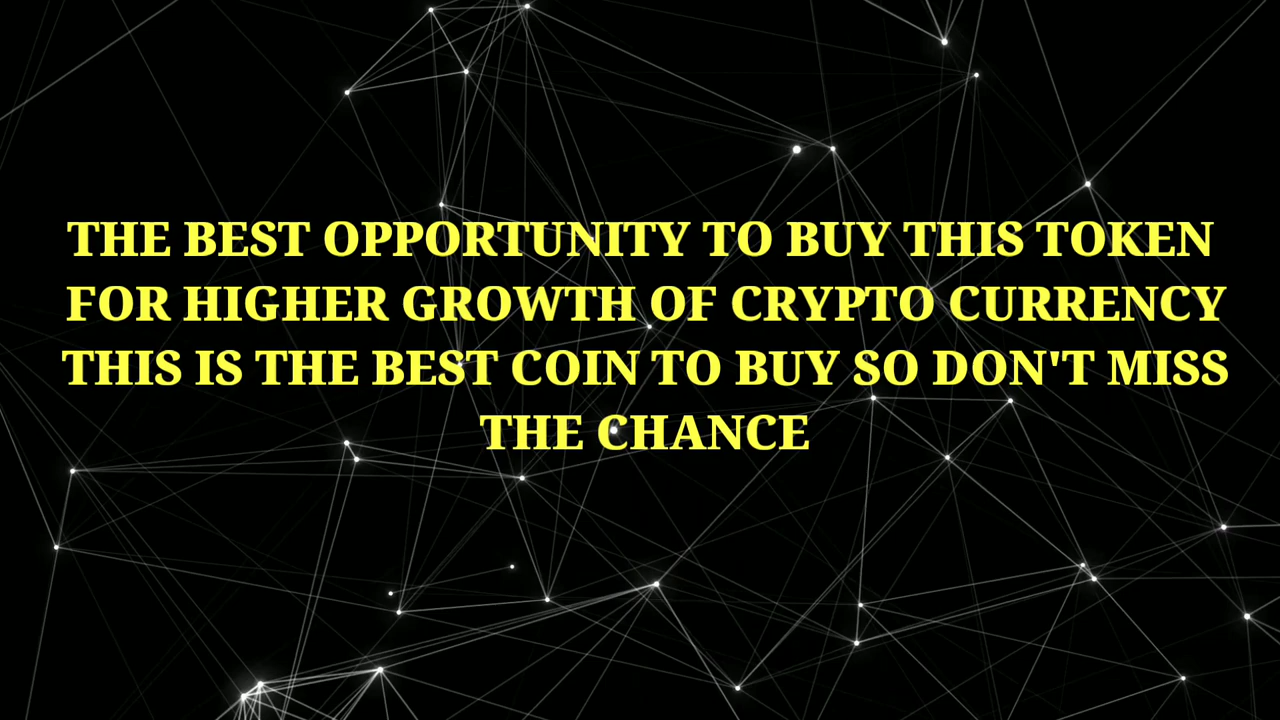 THE BEST OPPORTUNITY TO BUY THIS TOKEN
FOR HIGHER GROWTH OF CRYPTO CURRENCY
THIS IS THE BEST COIN TO BUY SO DON'T MISS
THE CHANCE